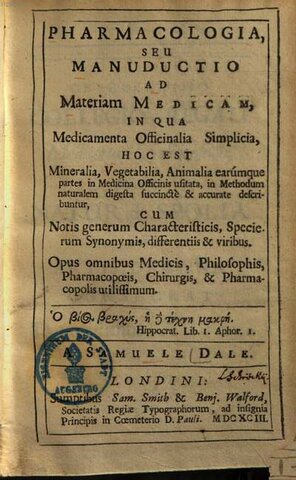 PHARMACOLOGIA,
SEU
MANUDUCTIO
AD
Materiam MEDICAM,
IN QUA
Medicamenta Officinalia Simplicia,
HOC EST
Mineralia, Vegetabilia, Animalia earúmque
partes in Medicina Officinis usitata, in Methodum
naturalem digesta succinctè & accurate descri-
buntur,
CUM
Notis generum Characteristicis, Specie-
rum Synonymis, differentiis & viribus.
Opus omnibus Medicis, Philosophis,
Pharmacopœis, Chirurgis, & Pharma-
copolis utilissimum.
Ὁ βίΘ. βραχὺς, ἡ ἢ τέχνη μακρή.
Hippocrat. Lib. 1. Aphor. 1.
A SAMUELE DALE.
LONDINI:
Sumptibus Sam. Smith & Benj. Walford,
Societatis Regiæ Typographorum, ad insignia
Principis in Cœmeterio D. Pauli. MDCXCIII.
AUGSBURG